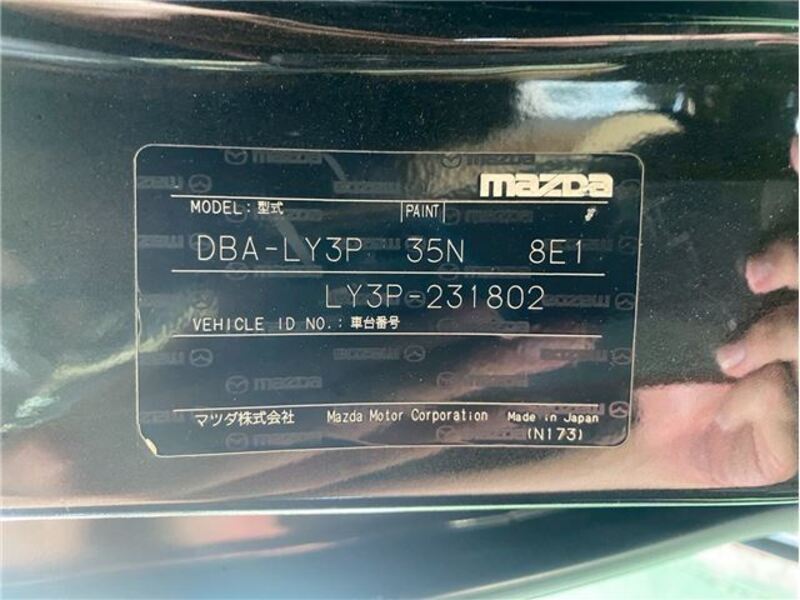 mazda
MODEL: 型式 PAINT
DBA-LY3P 35N 8E1
LY3P-231802
VEHICLE ID NO.: 車台番号
マツダ株式会社 Mazda Motor Corporation Made in Japan
(N173)